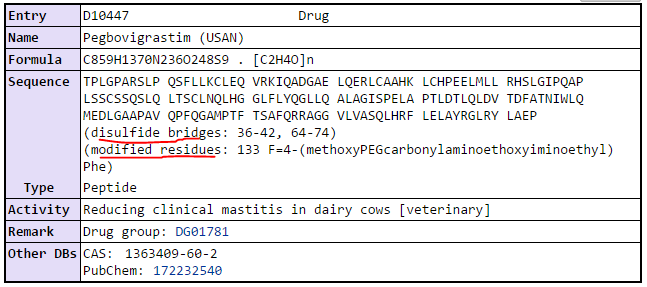 Entry D10447 Drug
Name Pegbovigrastim (USAN)
Formula C859H1370N236O248S9 . [C2H4O]n
Sequence TPLGPARSLP QSFLLKCLEQ VRKIQADGAE LQERLCAAHK LCHPEELMLL RHSLGIPQAP
LSSCSSQSLQ LTSCLNQLHG GLFLYQGLLQ ALAGISPELA PTLDTLQLDV TDFATNIWLQ
MEDLGAAPAV QPFQGAMPTF TSAFQRRAGG VLVASQLHRF LELAYRGLRY LAEP
(disulfide bridges: 36-42, 64-74)
(modified residues: 133 F=4-(methoxyPEGcarbonylaminoethoxyiminoethyl)
Phe)
Type Peptide
Activity Reducing clinical mastitis in dairy cows [veterinary]
Remark Drug group: DG01781
Other DBs CAS: 1363409-60-2
PubChem: 172232540